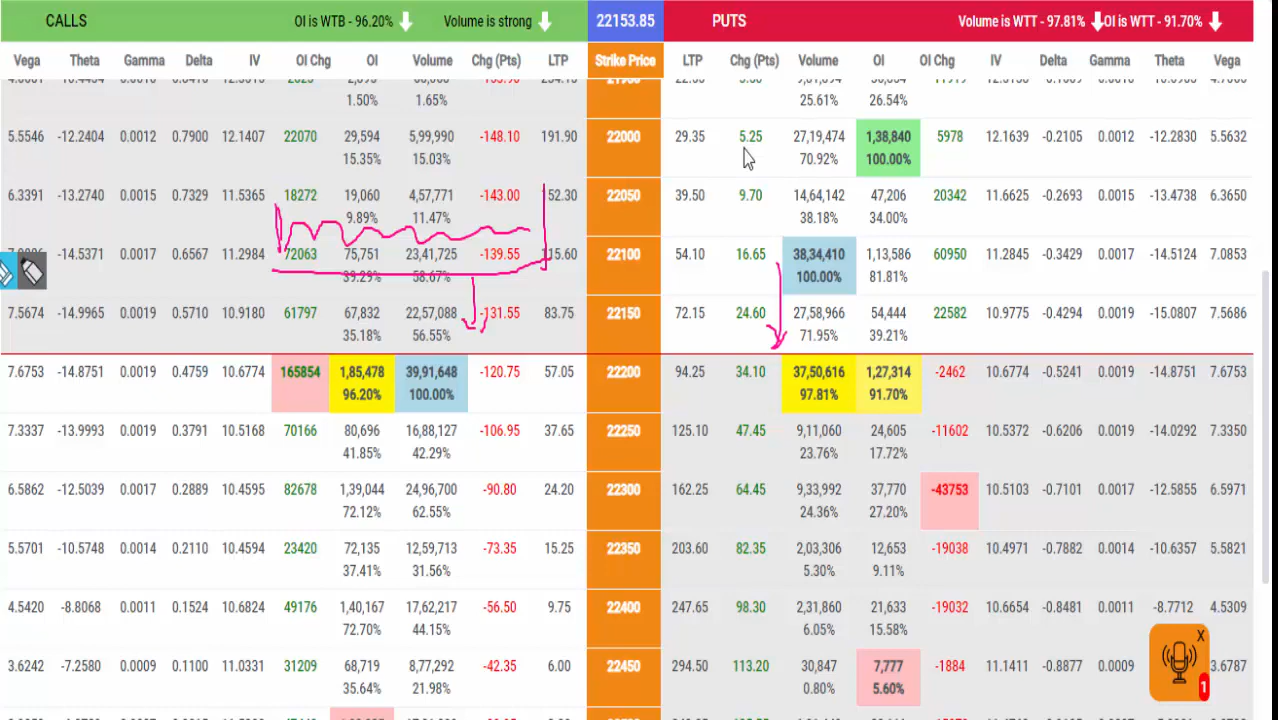 CALLS OI is WTB - 96.20% Volume is strong 22153.85 PUTS Volume is WTT - 97.81% OI is WTT - 91.70%
Vega Theta Gamma Delta IV OI Chg OI Volume Chg (Pts) LTP Strike Price LTP Chg (Pts) Volume OI OI Chg IV Delta Gamma Theta Vega
1.50% 1.65% 25.61% 26.54%
5.5546 -12.2404 0.0012 0.7900 12.1407 22070 29,594 5,99,990 -148.10 191.90 22000 29.35 5.25 27,19,474 1,38,840 5978 12.1639 -0.2105 0.0012 -12.2830 5.5632
15.35% 15.03% 70.92% 100.00%
6.3391 -13.2740 0.0015 0.7329 11.5365 18272 19,060 4,57,771 -143.00 52.30 22050 39.50 9.70 14,64,142 47,206 20342 11.6625 -0.2693 0.0015 -13.4738 6.3650
9.89% 11.47% 38.18% 34.00%
-14.5371 0.0017 0.6567 11.2984 72063 75,751 23,41,725 -139.55 15.60 22100 54.10 16.65 38,34,410 1,13,586 60950 11.2845 -0.3429 0.0017 -14.5124 7.0853
39.29% 58.67% 100.00% 81.81%
7.5674 -14.9965 0.0019 0.5710 10.9180 61797 67,832 22,57,088 -131.55 83.75 22150 72.15 24.60 27,58,966 54,444 22582 10.9775 -0.4294 0.0019 -15.0807 7.5686
35.18% 56.55% 71.95% 39.21%
7.6753 -14.8751 0.0019 0.4759 10.6774 165854 1,85,478 39,91,648 -120.75 57.05 22200 94.25 34.10 37,50,616 1,27,314 -2462 10.6774 -0.5241 0.0019 -14.8751 7.6753
96.20% 100.00% 97.81% 91.70%
7.3337 -13.9993 0.0019 0.3791 10.5168 70166 80,696 16,88,127 -106.95 37.65 22250 125.10 47.45 9,11,060 24,605 -11602 10.5372 -0.6206 0.0019 -14.0292 7.3350
41.85% 42.29% 23.76% 17.72%
6.5862 -12.5039 0.0017 0.2889 10.4595 82678 1,39,044 24,96,700 -90.80 24.20 22300 162.25 64.45 9,33,992 37,770 -43753 10.5103 -0.7101 0.0017 -12.5855 6.5971
72.12% 62.55% 24.36% 27.20%
5.5701 -10.5748 0.0014 0.2110 10.4594 23420 72,135 12,59,713 -73.35 15.25 22350 203.60 82.35 2,03,306 12,653 -19038 10.4971 -0.7882 0.0014 -10.6357 5.5821
37.41% 31.56% 5.30% 9.11%
4.5420 -8.8068 0.0011 0.1524 10.6824 49176 1,40,167 17,62,217 -56.50 9.75 22400 247.65 98.30 2,31,860 21,633 -19032 10.6654 -0.8481 0.0011 -8.7712 4.5309
72.70% 44.15% 6.05% 15.58%
3.6242 -7.2580 0.0009 0.1100 11.0331 31209 68,719 8,77,292 -42.35 6.00 22450 294.50 113.20 30,847 7,777 -1884 11.1411 -0.8877 0.0009 3.6787
35.64% 21.98% 0.80% 5.60%
X
1